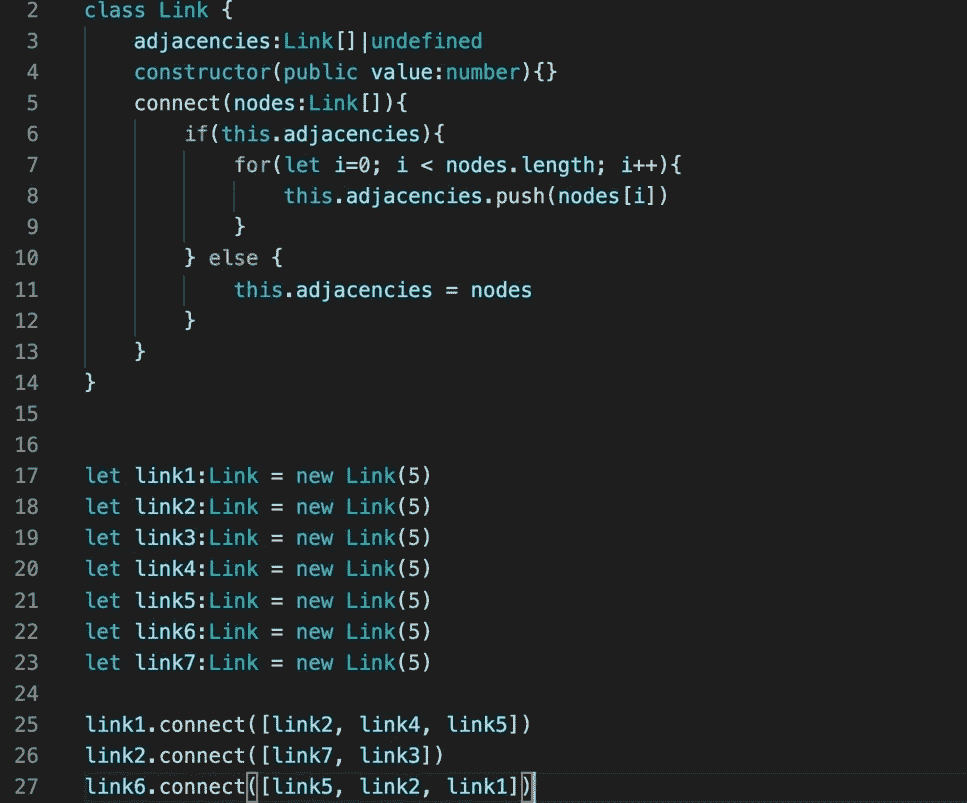 2 class Link {
3 adjacencies:Link[]|undefined
4 constructor(public value:number){}
5 connect(nodes:Link[]){
6 if(this.adjacencies){
7 for(let i=0; i < nodes.length; i++){
8 this.adjacencies.push(nodes[i])
9 }
10 } else {
11 this.adjacencies = nodes
12 }
13 }
14 }
15
16
17 let link1:Link = new Link(5)
18 let link2:Link = new Link(5)
19 let link3:Link = new Link(5)
20 let link4:Link = new Link(5)
21 let link5:Link = new Link(5)
22 let link6:Link = new Link(5)
23 let link7:Link = new Link(5)
24
25 link1.connect([link2, link4, link5])
26 link2.connect([link7, link3])
27 link6.connect([link5, link2, link1])